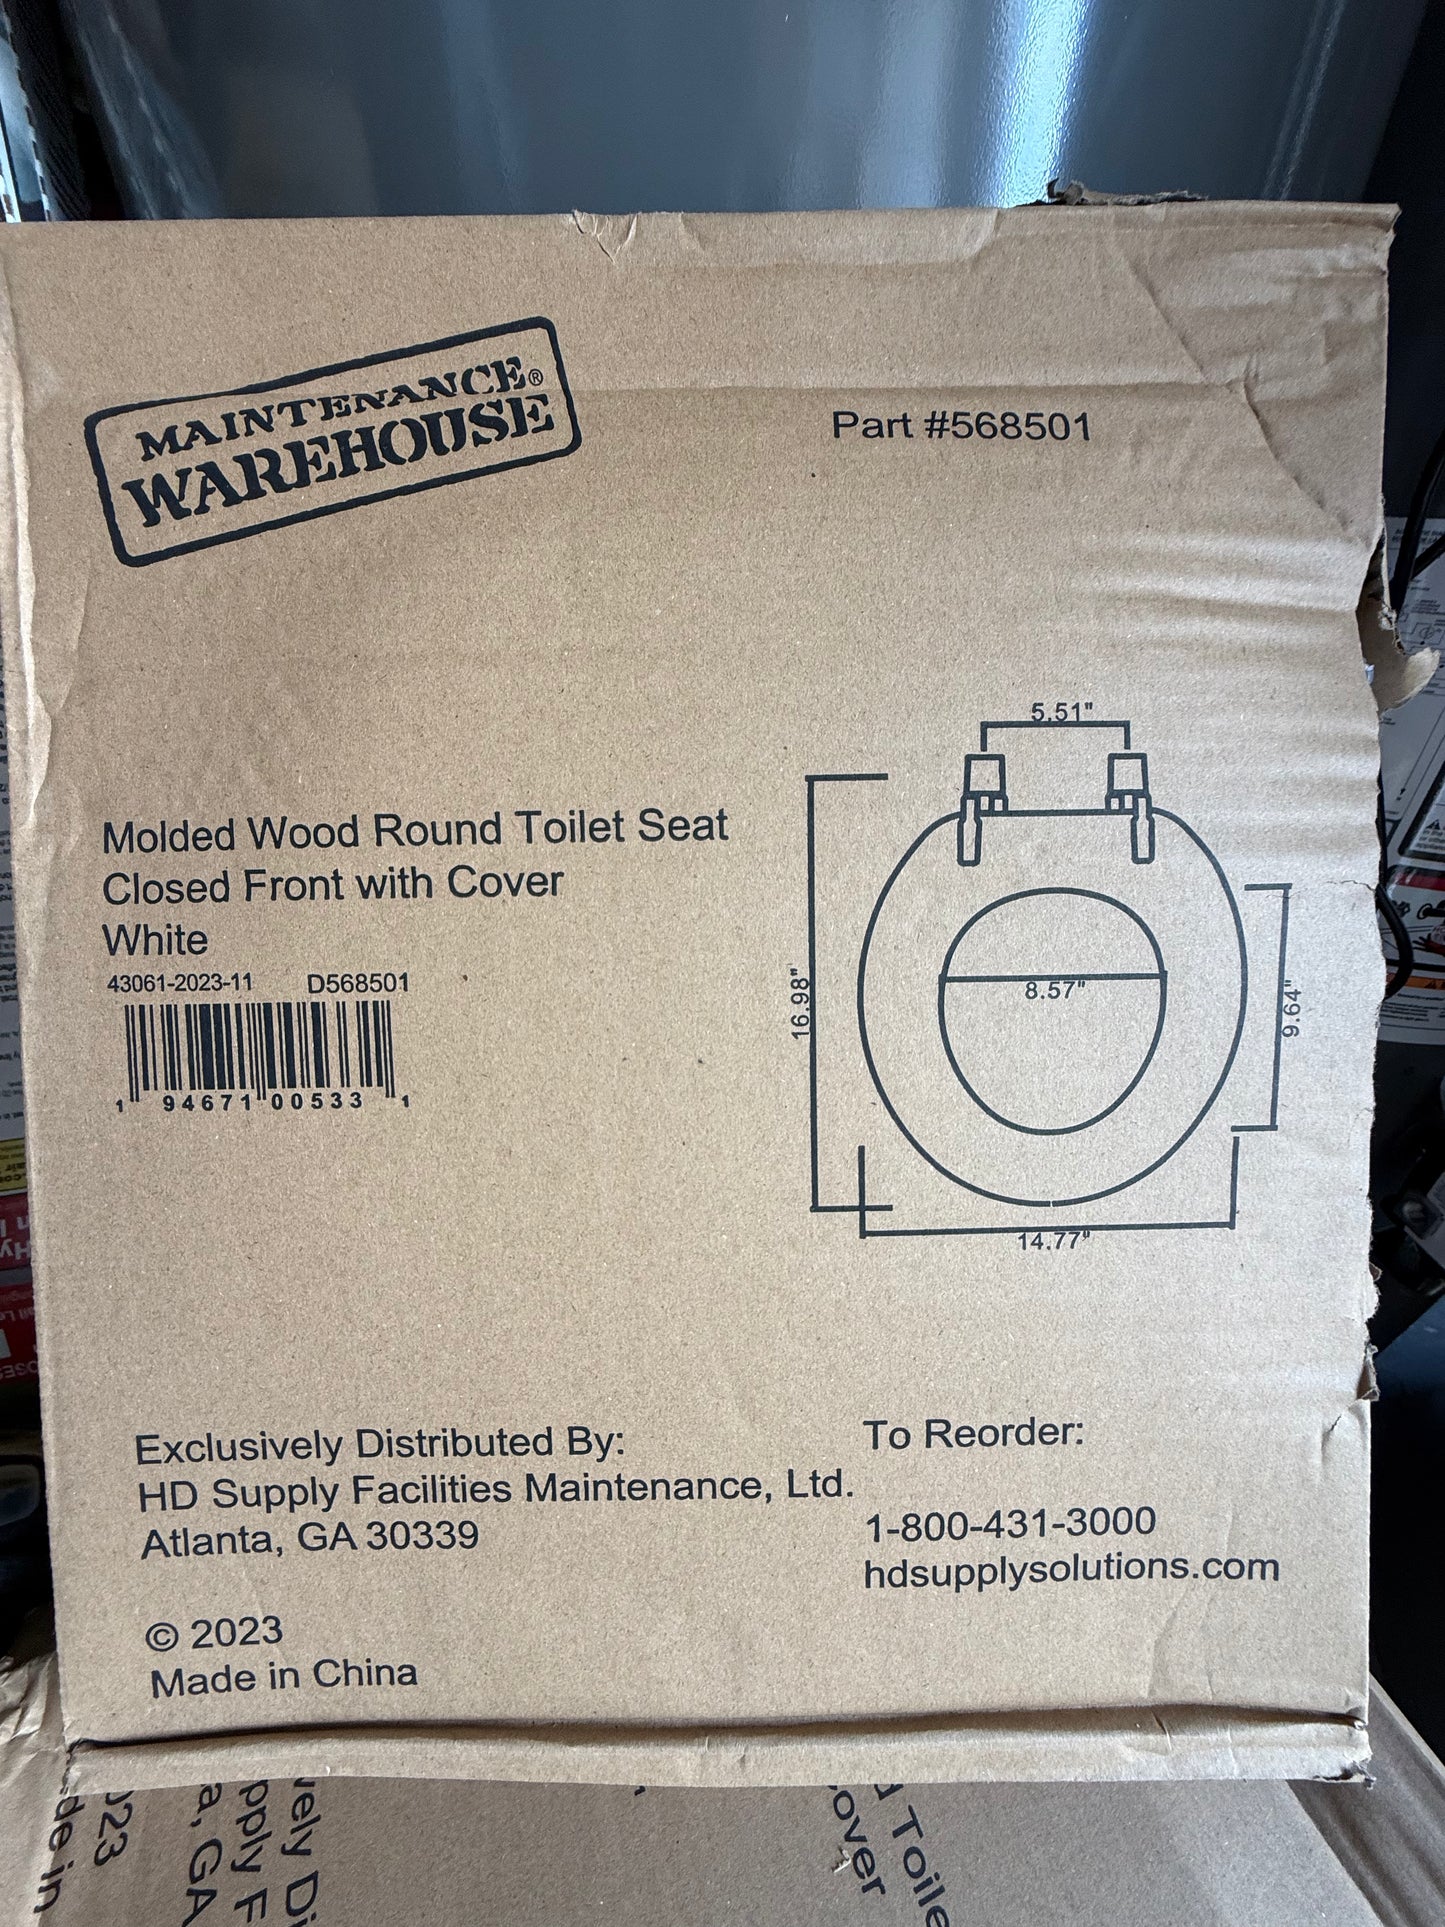 MAINTENANCE®
WAREHOUSE
Part #568501
5.51"
16.98"
8.57"
9.64"
14.77"
Molded Wood Round Toilet Seat
Closed Front with Cover
White
43061-2023-11 D568501
1 94671 00533 1
Exclusively Distributed By:
HD Supply Facilities Maintenance, Ltd.
Atlanta, GA 30339
To Reorder:
1-800-431-3000
hdsupplysolutions.com
© 2023
Made in China